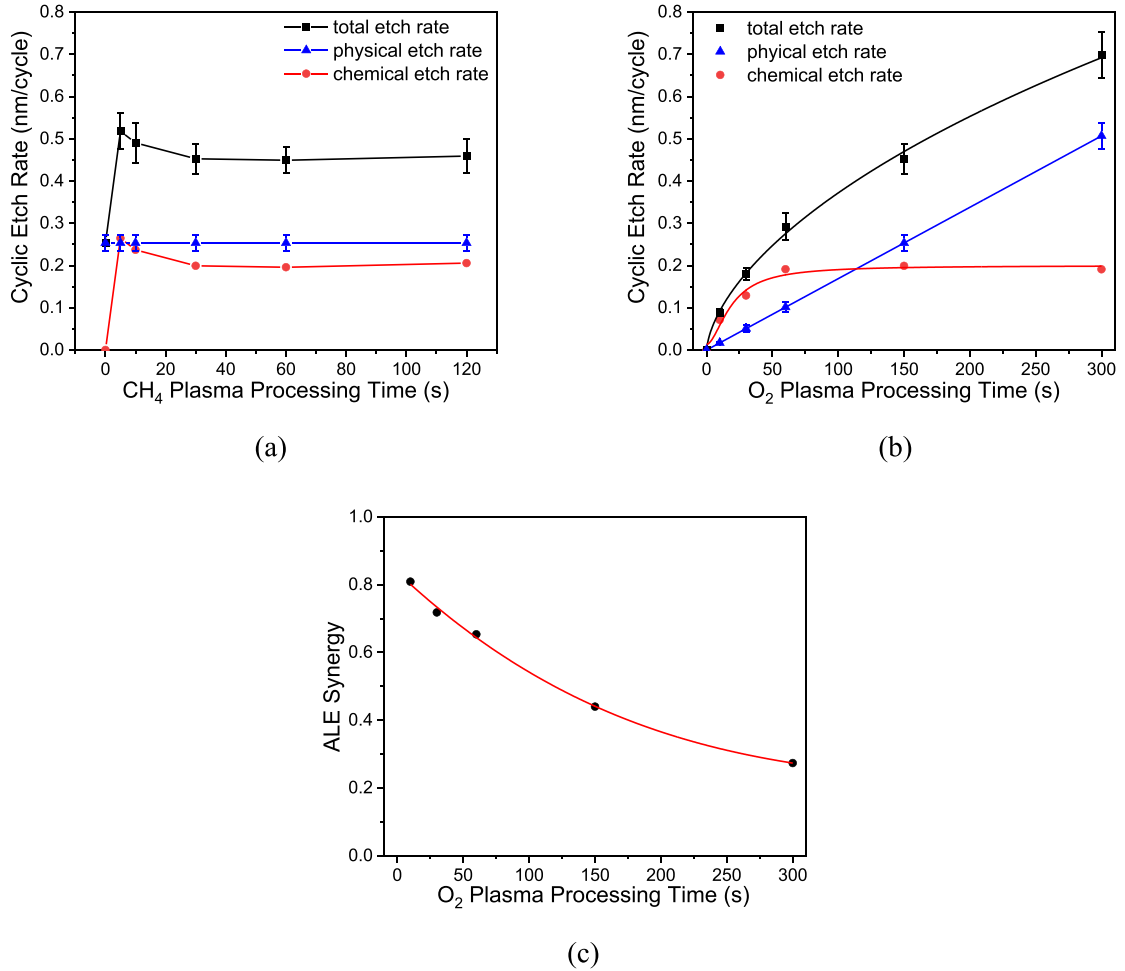 total etch rate
physical etch rate
chemical etch rate
Cyclic Etch Rate (nm/cycle)
0.8
0.7
0.6
0.5
0.4
0.3
0.2
0.1
0.0
0 20 40 60 80 100 120
CH4 Plasma Processing Time (s)
(a)
total etch rate
phyical etch rate
chemical etch rate
Cyclic Etch Rate (nm/cycle)
0.8
0.7
0.6
0.5
0.4
0.3
0.2
0.1
0.0
0 50 100 150 200 250 300
O2 Plasma Processing Time (s)
(b)
ALE Synergy
1.0
0.8
0.6
0.4
0.2
0.0
0 50 100 150 200 250 300
O2 Plasma Processing Time (s)
(c)